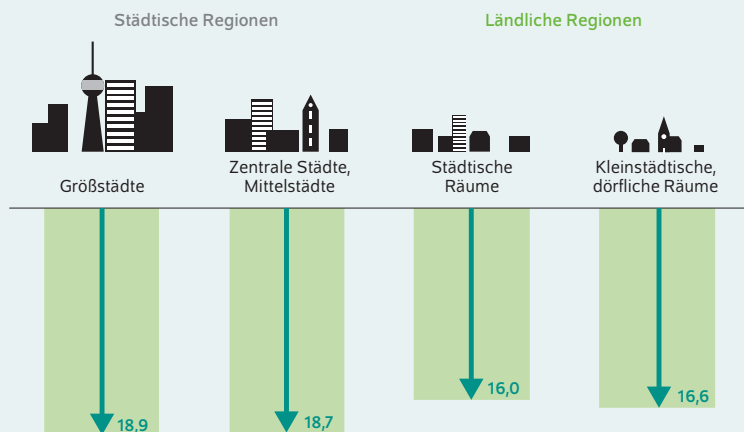 Städtische Regionen
Ländliche Regionen
Größstädte
Zentrale Städte,
Mittelstädte
Städtische
Räume
Kleinstädtische,
dörfliche Räume
18,9
18,7
16,0
16,6